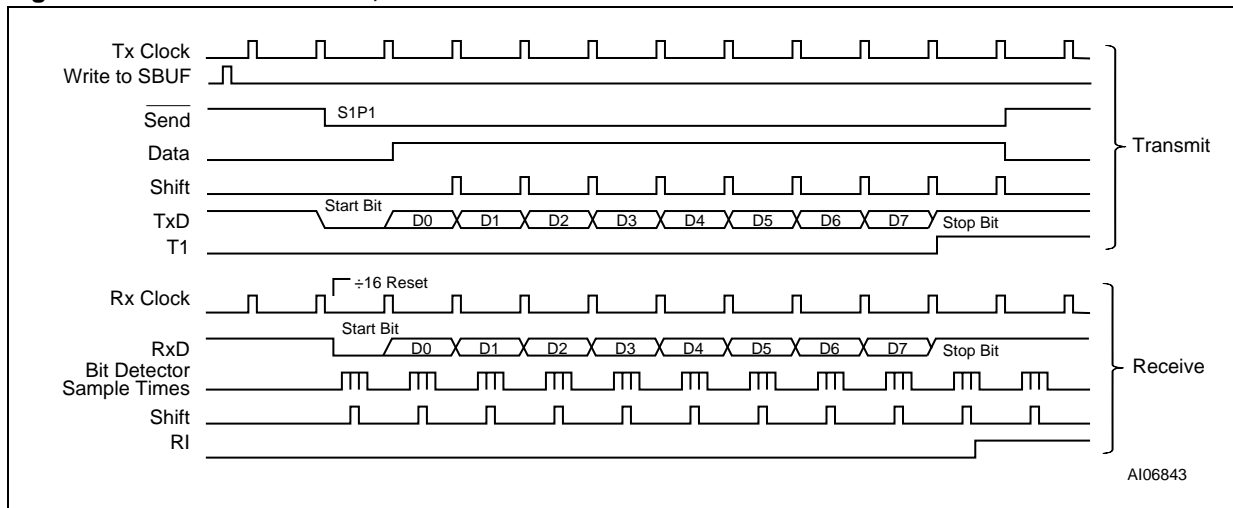 Tx Clock
Write to SBUF
Send
S1P1
Data
Shift
TxD
Start Bit
D0 D1 D2 D3 D4 D5 D6 D7
Stop Bit
T1
Transmit
÷16 Reset
Rx Clock
RxD
Start Bit
D0 D1 D2 D3 D4 D5 D6 D7
Stop Bit
Bit Detector
Sample Times
Shift
RI
Receive
AI06843